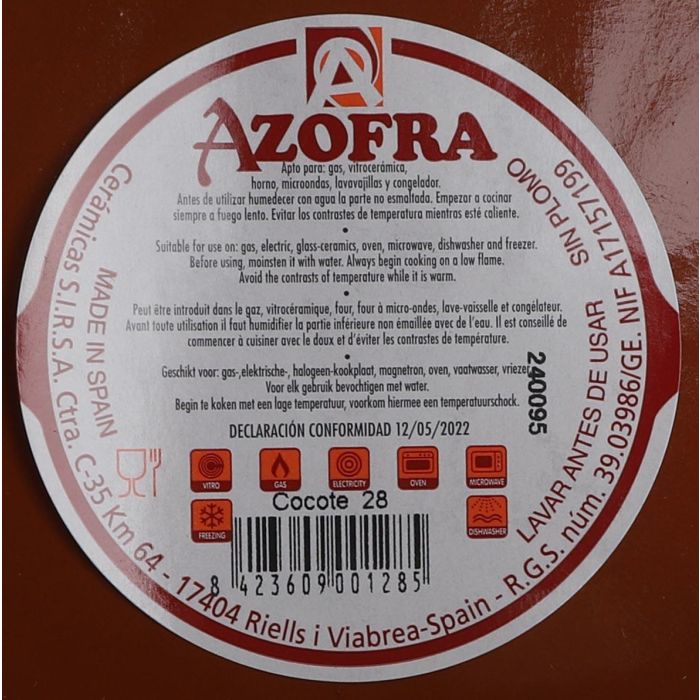 AZOFRA
Apto para: gas, vitrocerámica,
horno, microondas, lavavajillas y congelador.
Antes de utilizar humedecer con agua la parte no esmaltada. Empezar a cocinar
siempre a fuego lento. Evitar los contrastes de temperatura mientras esté caliente.
•
Suitable for use on: gas, electric, glass-ceramics, oven, microwave, dishwasher and freezer.
Before using, moinsten it with water. Always begin cooking on a low flame.
Avoid the contrasts of temperature while it is warm.
•
Peut être introduit dans le gaz, vitrocéramique, four, four à micro-ondes, lave-vaisselle et congélateur.
Avant toute utilisation il faut humidifier la partie inférieure non émaillée avec de l'eau. Il est conseillé de
commencer à cuisiner avec le doux et d'éviter les contrastes de température.
•
Geschikt voor: gas-,elektrische-, halogeen-kookplaat, magnetron, oven, vaatwasser, vriezer
Voor elk gebruik bevochtigen met water.
Begin te koken met een lage temperatuur, voorkom hiermee een temperatuurschock.
240095
DECLARACIÓN CONFORMIDAD 12/05/2022
VITRO
GAS
ELECTRICITY
OVEN
MICROWAVE
FREEZING
DISHWASHER
Cocote 28
8 423609 001285
MADE IN SPAIN
SIN PLOMO
LAVAR ANTES DE USAR
Cerámicas S.I.R.S.A. Ctra. C-35 Km 64 - 17404 Riells i Viabrea-Spain - R.G.S. núm. 39.03986/GE. NIF A17157199